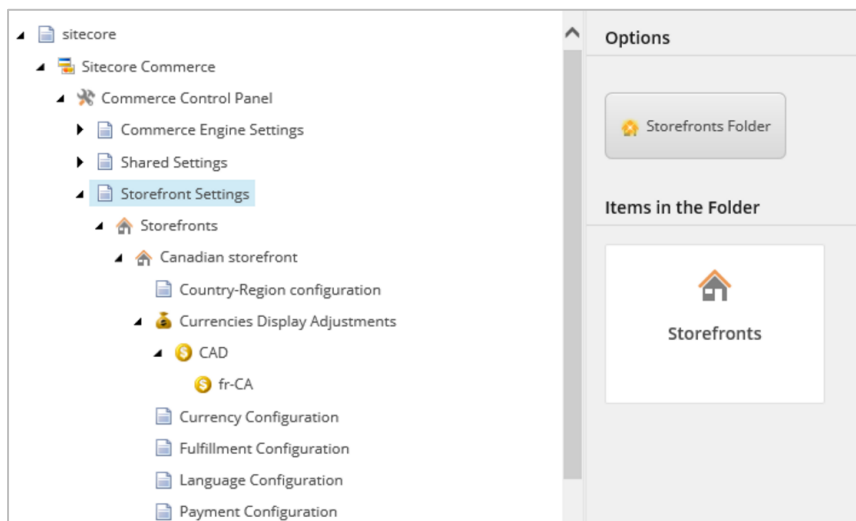 sitecore
Sitecore Commerce
Commerce Control Panel
Commerce Engine Settings
Shared Settings
Storefront Settings
Storefronts
Canadian storefront
Country-Region configuration
Currencies Display Adjustments
CAD
fr-CA
Currency Configuration
Fulfillment Configuration
Language Configuration
Payment Configuration
Options
Storefronts Folder
Items in the Folder
Storefronts